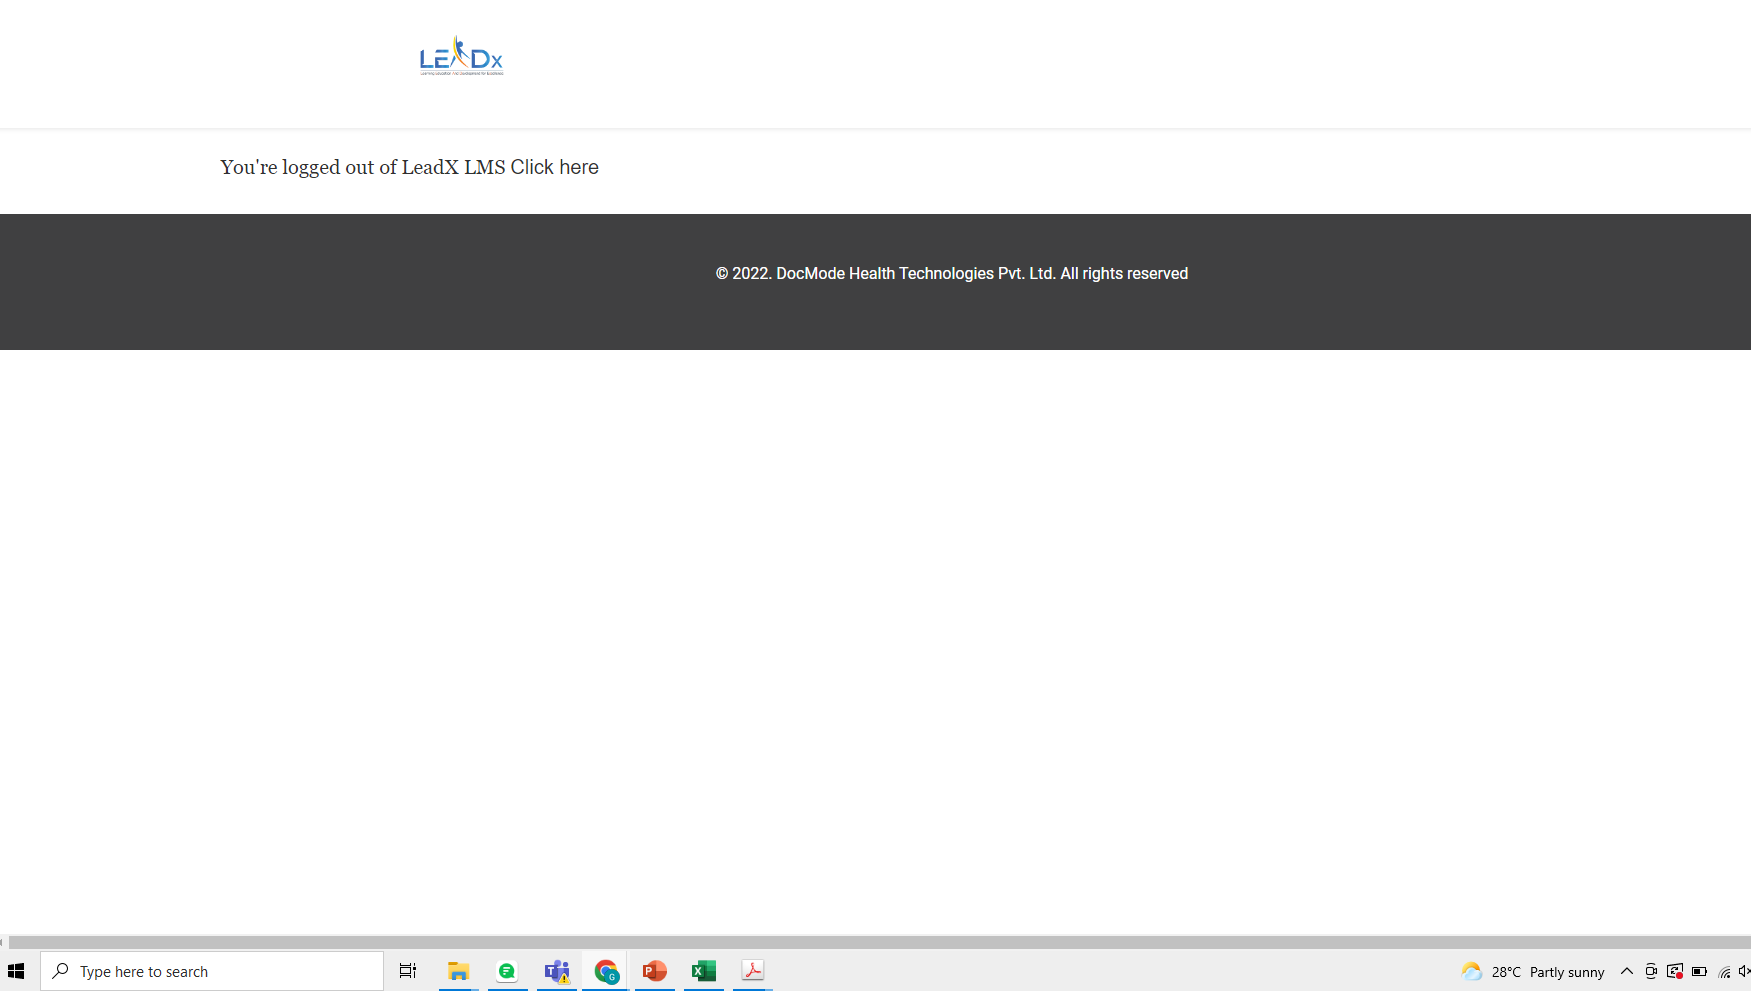 LEADx
You're logged out of LeadX LMS Click here
© 2022. DocMode Health Technologies Pvt. Ltd. All rights reserved
Type here to search
28°C Partly sunny